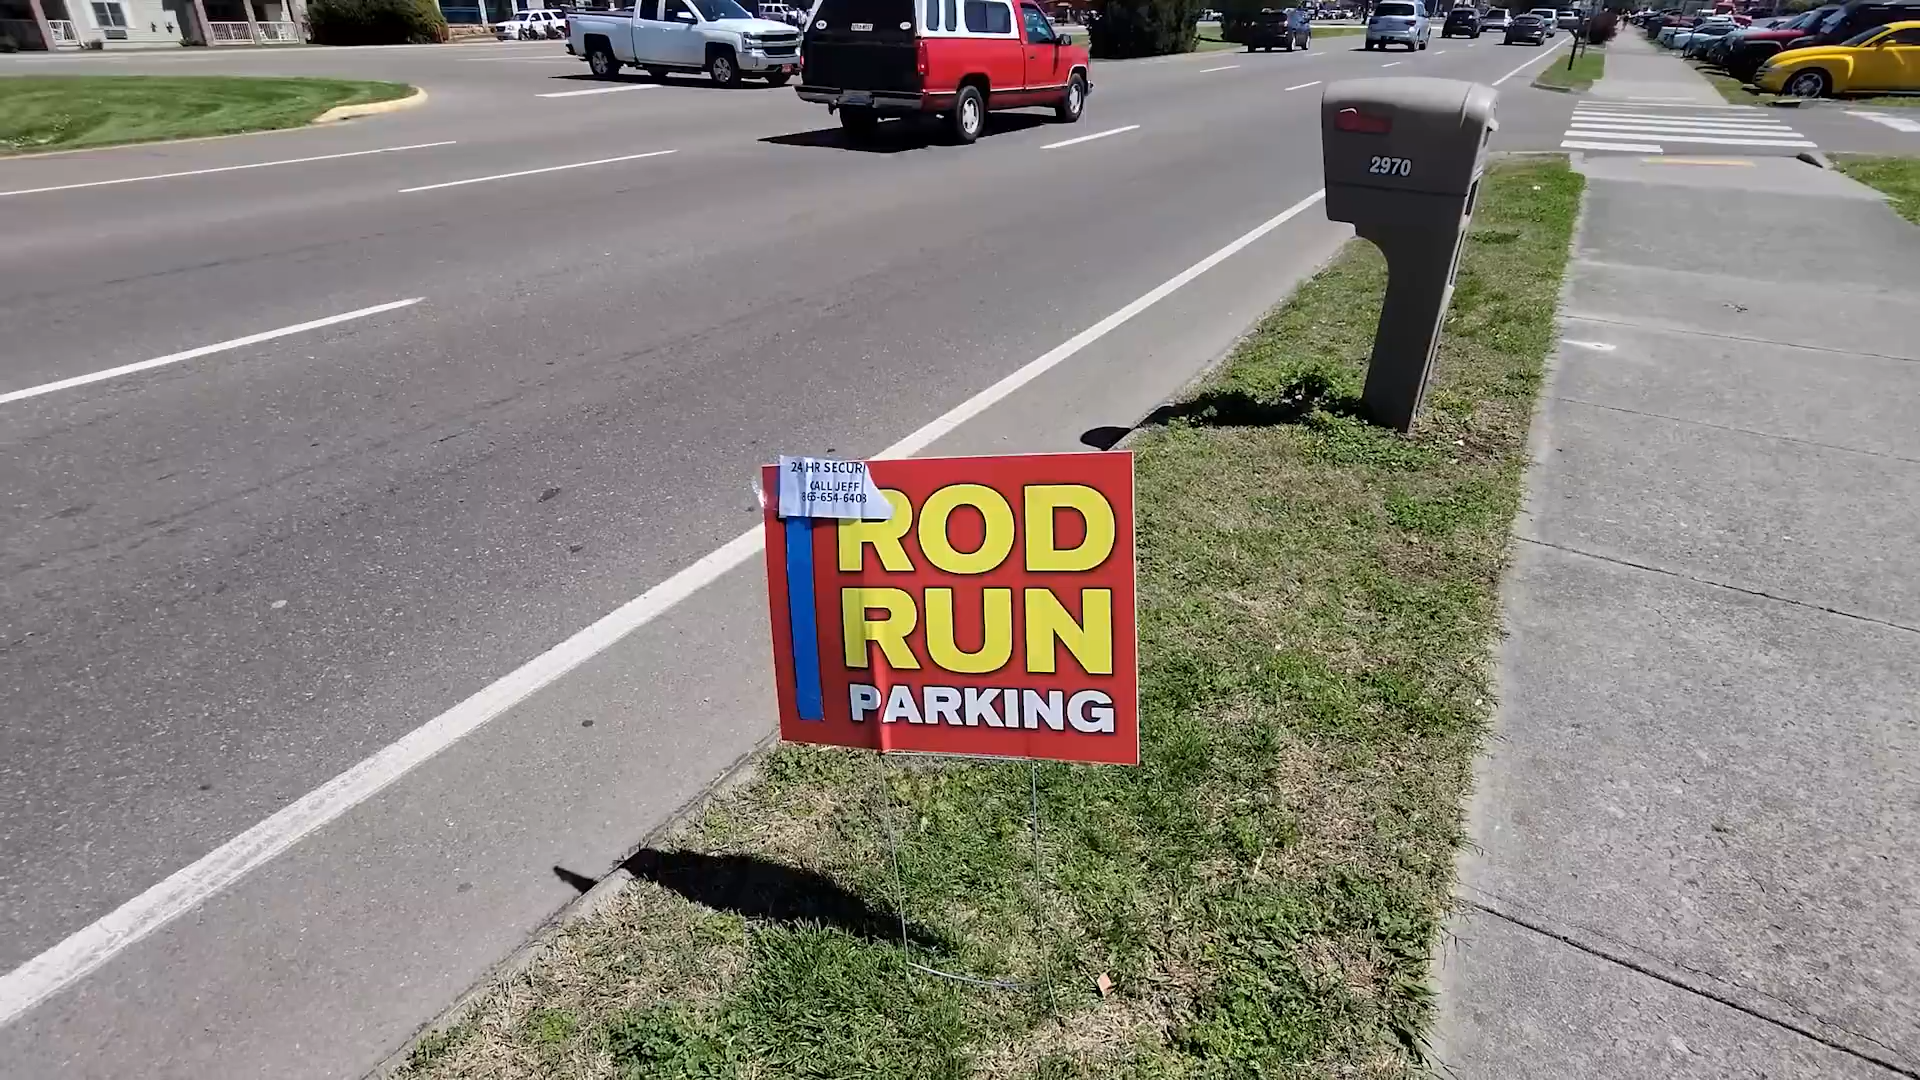 2970
24 HR SECUR
CALL JEFF
865-654-6408
ROD
RUN
PARKING